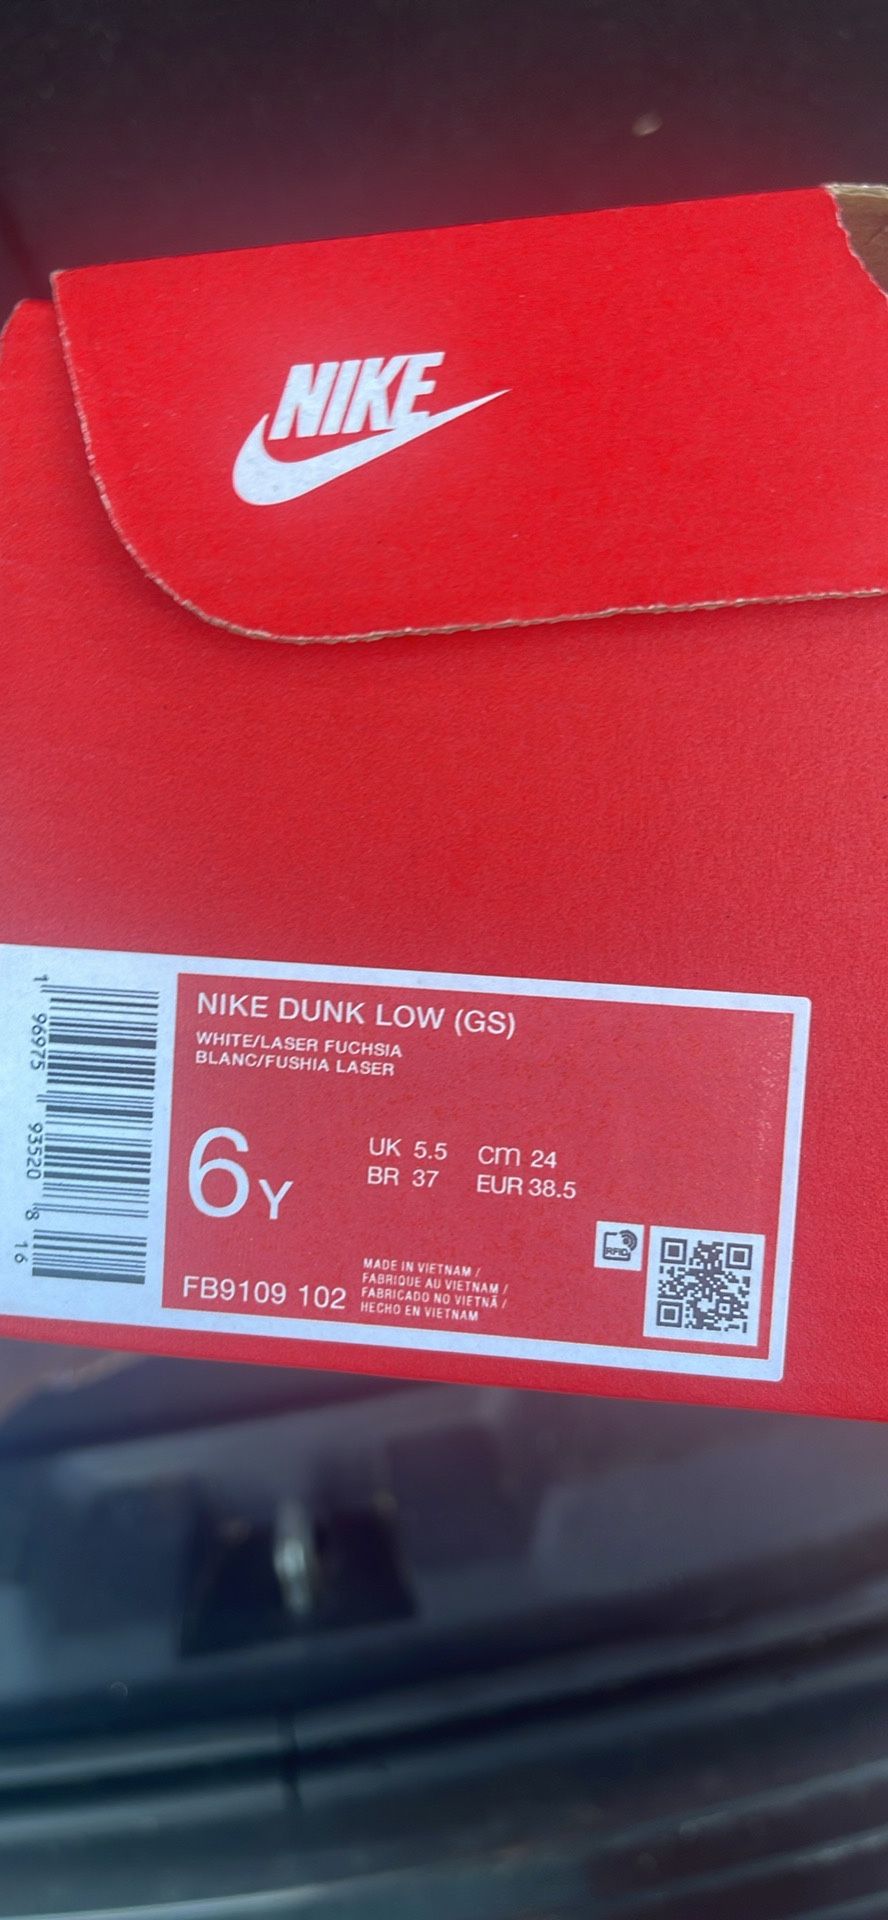 NIKE
NIKE DUNK LOW (GS)
WHITE/LASER FUCHSIA
BLANC/FUSHIA LASER
6Y
UK 5.5 cm 24
BR 37 EUR 38.5
RFID
FB9109 102
MADE IN VIETNAM /
FABRIQUE AU VIETNAM /
FABRICADO NO VIETNÃ /
HECHO EN VIETNAM
1 96975 93520 8 16